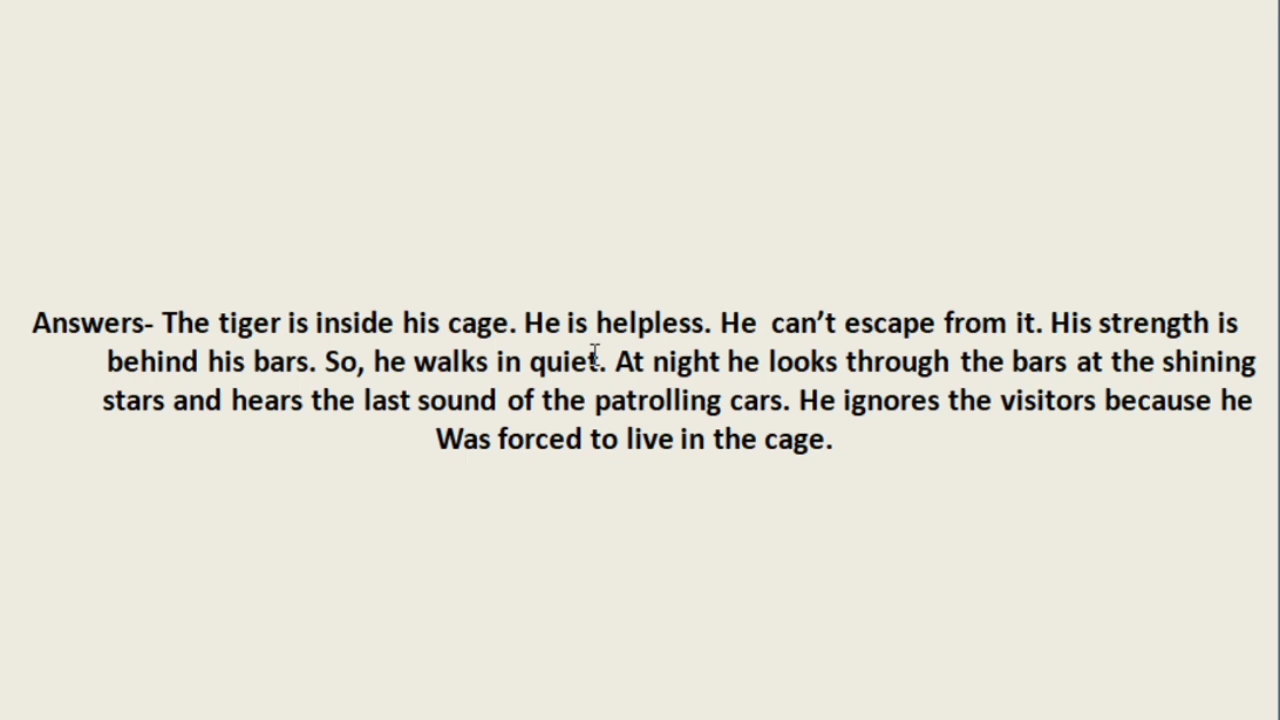 Answers- The tiger is inside his cage. He is helpless. He can’t escape from it. His strength is
behind his bars. So, he walks in quiet. At night he looks through the bars at the shining
stars and hears the last sound of the patrolling cars. He ignores the visitors because he
Was forced to live in the cage.